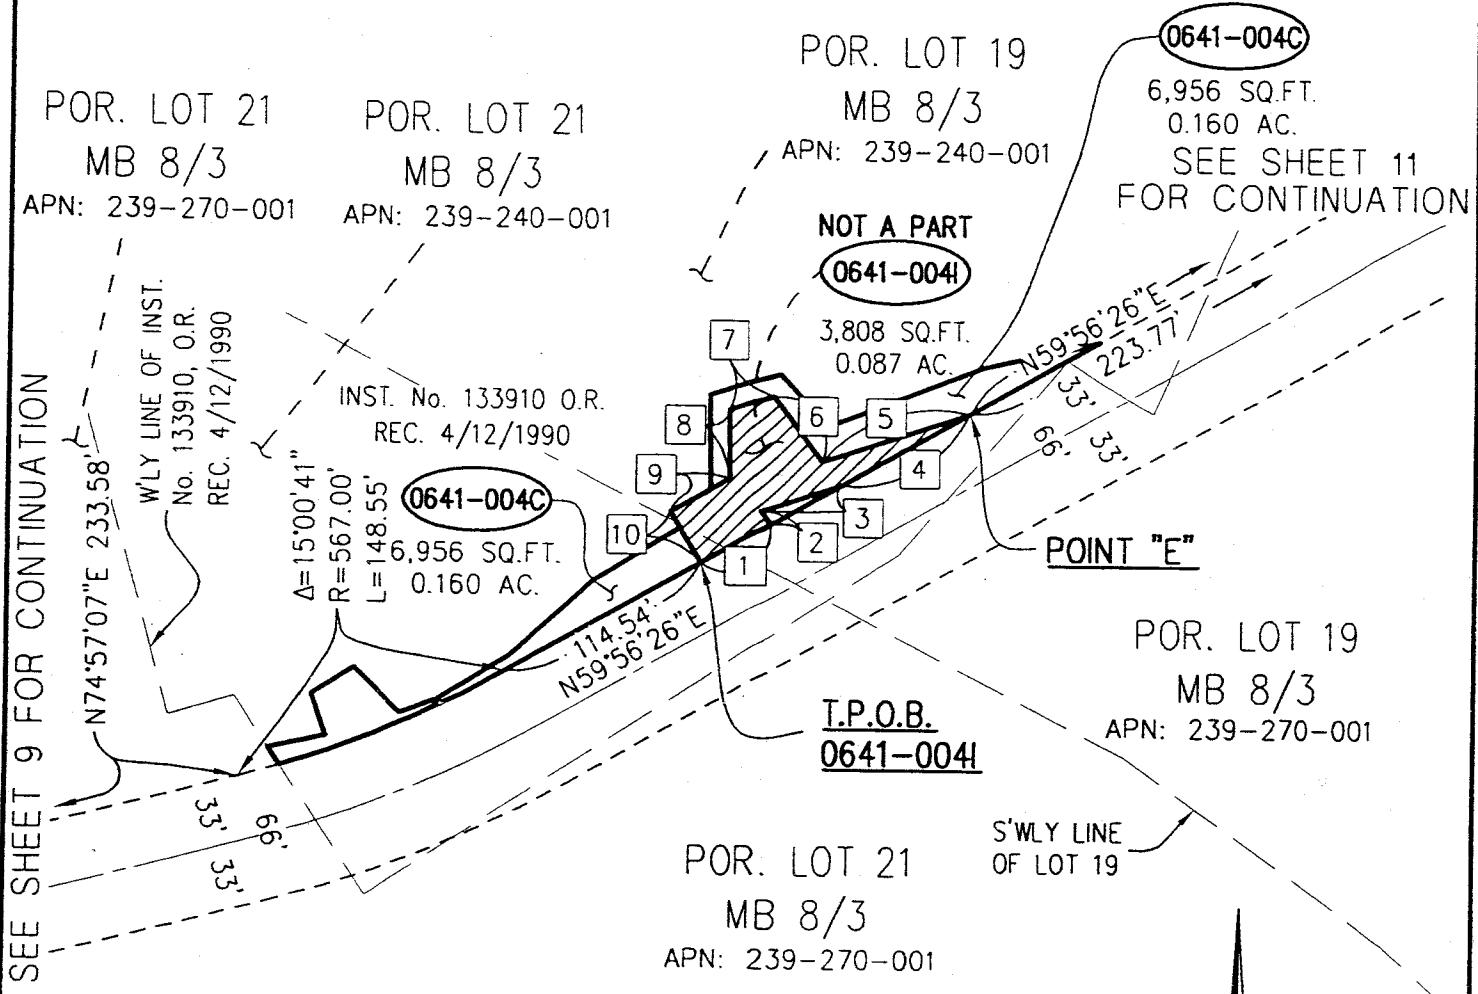 0641-004C
6,956 SQ.FT.
0.160 AC.
SEE SHEET 11
FOR CONTINUATION
POR. LOT 19
MB 8/3
APN: 239-240-001
POR. LOT 21
MB 8/3
APN: 239-270-001
POR. LOT 21
MB 8/3
APN: 239-240-001
NOT A PART
0641-004I
3,808 SQ.FT.
0.087 AC.
W'LY LINE OF INST.
No. 133910, O.R.
REC. 4/12/1990
INST. No. 133910 O.R.
REC. 4/12/1990
0641-004C
6,956 SQ.FT.
0.160 AC.
Δ=15°00'41"
R=567.00'
L=148.55'
N59°56'26"E
223.77'
33'
66'
33'
7
8
6
5
9
4
10
3
2
1
POINT "E"
114.54'
N59°56'26"E
N74°57'07"E 233.58'
SEE SHEET 9 FOR CONTINUATION
T.P.O.B.
0641-004I
POR. LOT 19
MB 8/3
APN: 239-270-001
33'
66'
33'
S'WLY LINE
OF LOT 19
POR. LOT 21
MB 8/3
APN: 239-270-001